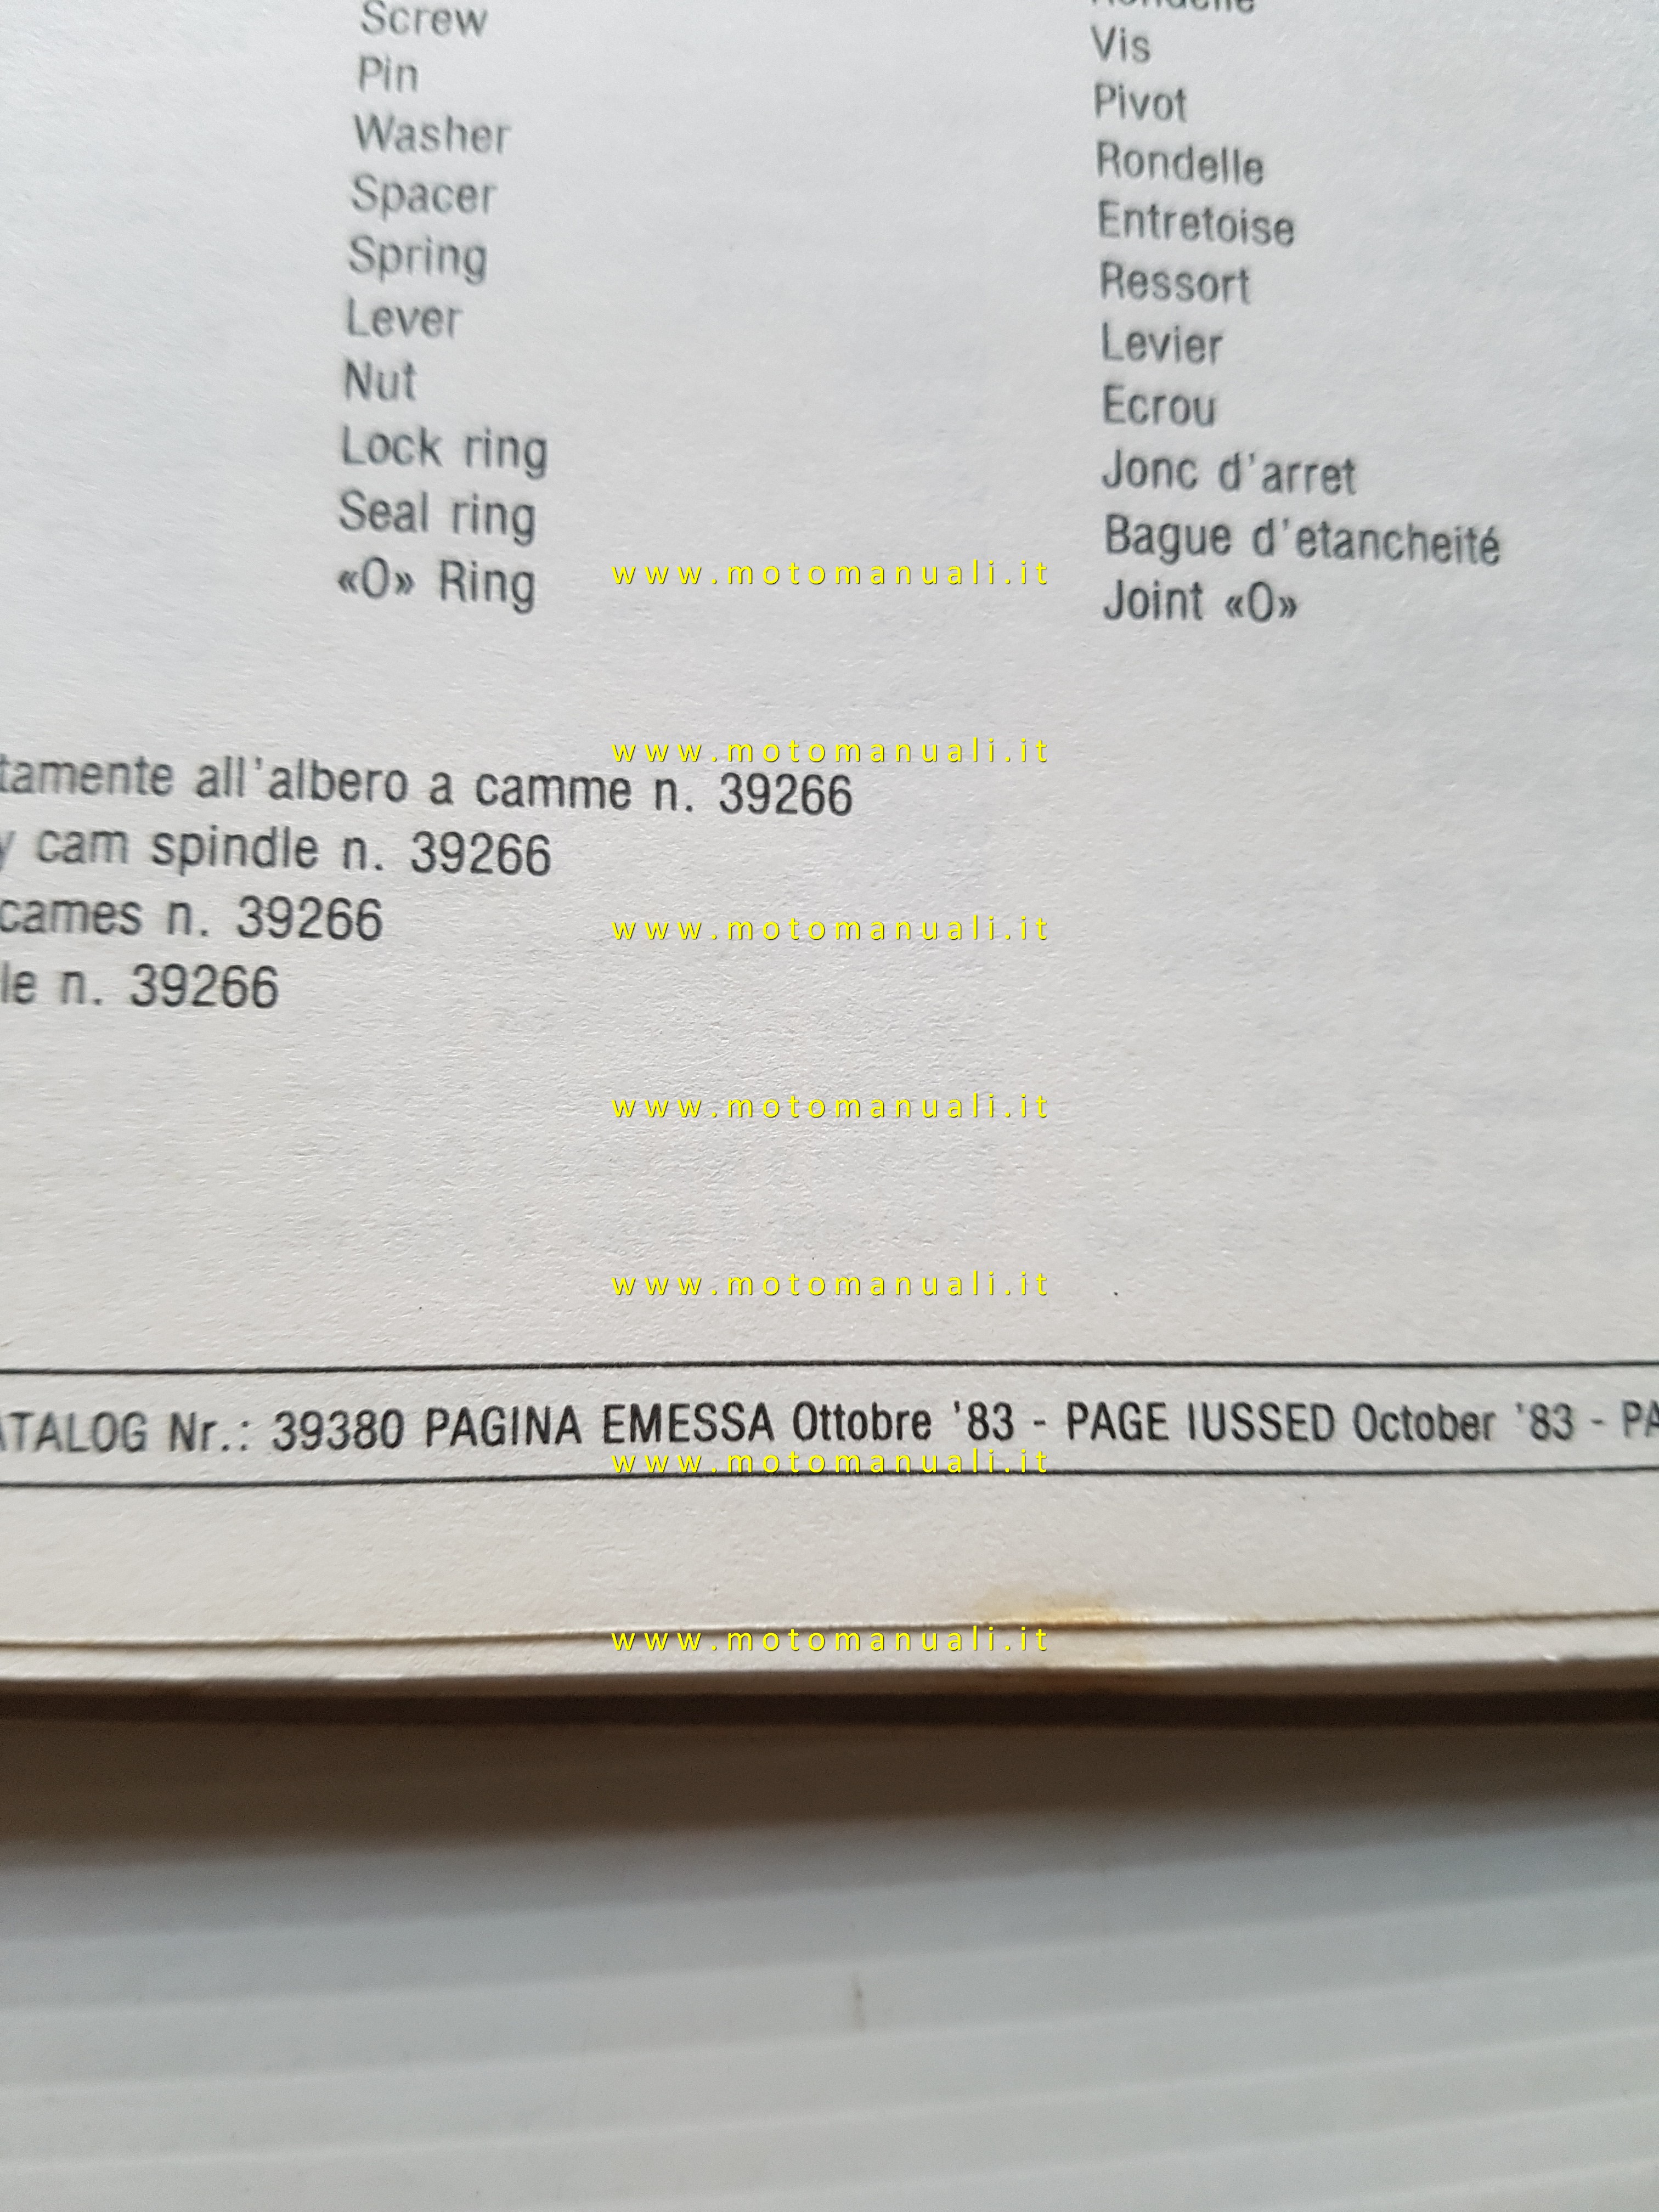 Screw
Pin
Washer
Spacer
Spring
Lever
Nut
Lock ring
Seal ring
«O» Ring
Rondelle
Vis
Pivot
Rondelle
Entretoise
Ressort
Levier
Ecrou
Jonc d'arret
Bague d'etancheité
Joint «O»
www.motomanuali.it
www.motomanuali.it
tamente all'albero a camme n. 39266
y cam spindle n. 39266
cames n. 39266
le n. 39266
www.motomanuali.it
www.motomanuali.it
www.motomanuali.it
ATALOG Nr.: 39380 PAGINA EMESSA Ottobre '83 - PAGE IUSSED October '83 - PA
www.motomanuali.it
www.motomanuali.it